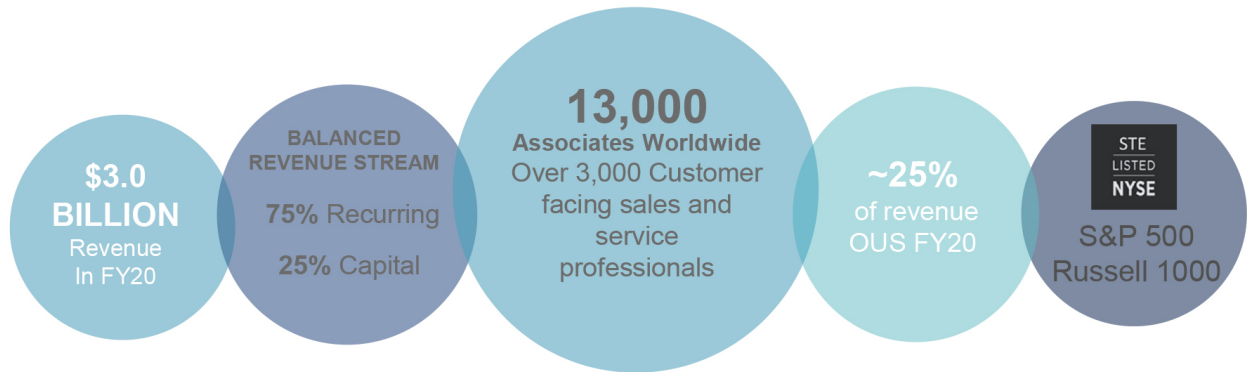 $3.0
BILLION
Revenue
In FY20
BALANCED
REVENUE STREAM
75% Recurring
25% Capital
13,000
Associates Worldwide
Over 3,000 Customer
facing sales and
service
professionals
~25%
of revenue
OUS FY20
STE
LISTED
NYSE
S&P 500
Russell 1000